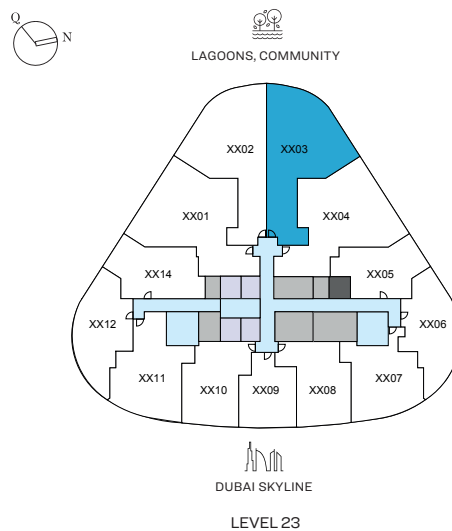 Q
N
LAGOONS, COMMUNITY
XX02
XX03
XX01
XX04
XX14
XX05
XX12
XX06
XX11
XX10
XX09
XX08
XX07
DUBAI SKYLINE
LEVEL 23